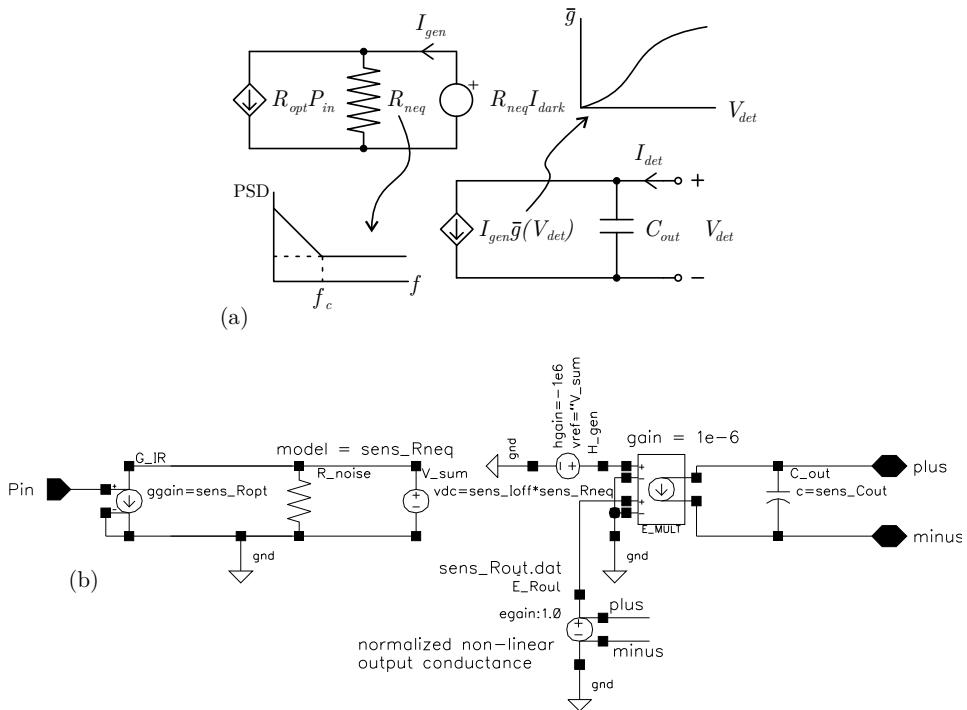 I_gen
R_opt P_in
R_neq
+
R_neq I_dark
ḡ
V_det
PSD
f_c
f
I_det
+
I_gen ḡ(V_det)
C_out
V_det
−
(a)
model = sens_Rneq
G_IR
R_noise
V_sum
Pin
ggain=sens_Ropt
vdc=sens_Ioff*sens_Rneq
gnd
gnd
hgain=-1e6
vref="V_sum
H_gen
gain = 1e-6
E_MULT
gnd
C_out
c=sens_Cout
plus
minus
(b)
sens_Rout.dat
E_Rout
egain:1.0
plus
minus
normalized non-linear
output conductance
gnd